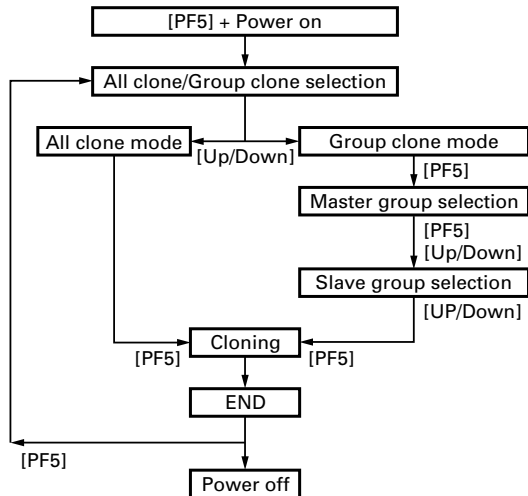 [PF5] + Power on
All clone/Group clone selection
All clone mode
[Up/Down]
Group clone mode
[PF5]
Master group selection
[PF5]
[Up/Down]
Slave group selection
[UP/Down]
Cloning
[PF5]
[PF5]
END
[PF5]
Power off